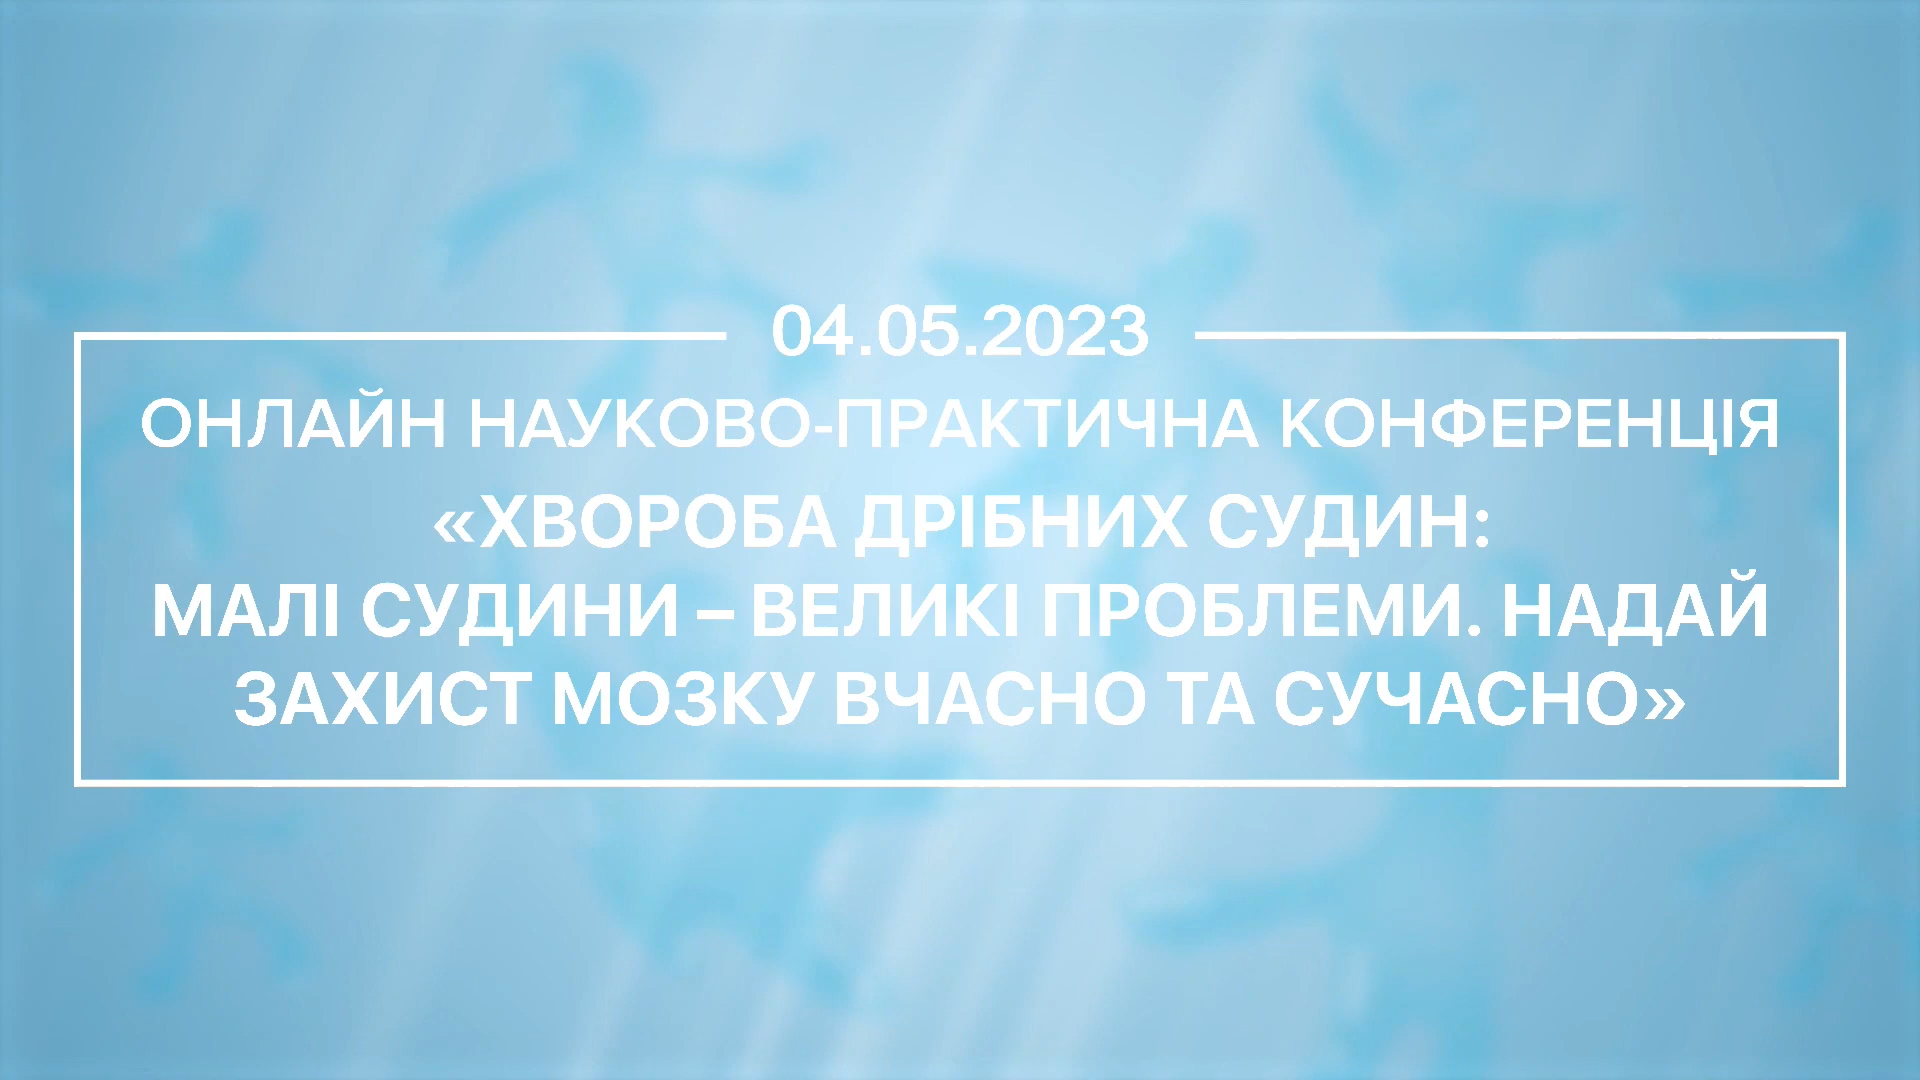 04.05.2023
ОНЛАЙН НАУКОВО-ПРАКТИЧНА КОНФЕРЕНЦІЯ
«ХВОРОБА ДРІБНИХ СУДИН:
МАЛІ СУДИНИ – ВЕЛИКІ ПРОБЛЕМИ. НАДАЙ
ЗАХИСТ МОЗКУ ВЧАСНО ТА СУЧАСНО»